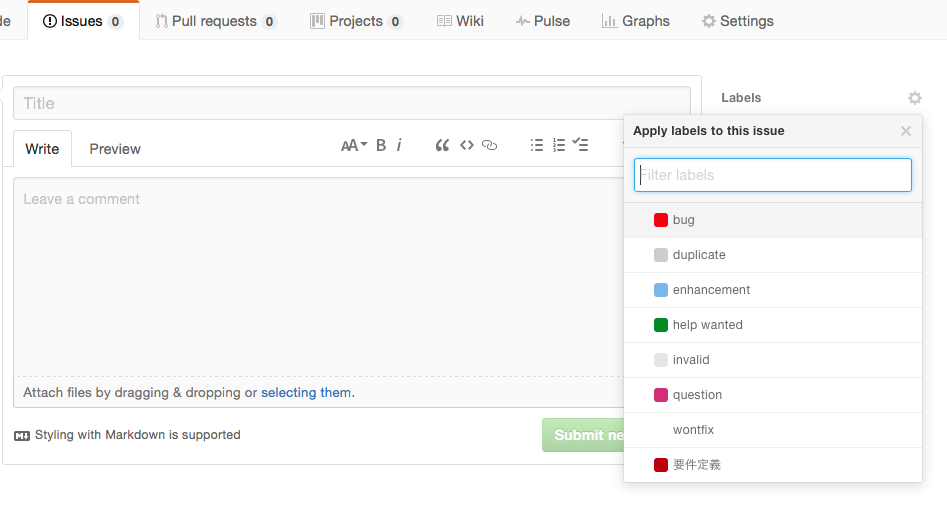 de Issues 0 Pull requests 0 Projects 0 Wiki Pulse Graphs Settings
Title
Write Preview AA B i
Leave a comment
Attach files by dragging & dropping or selecting them.
Styling with Markdown is supported
Submit ne
Labels
Apply labels to this issue
Filter labels
bug
duplicate
enhancement
help wanted
invalid
question
wontfix
要件定義